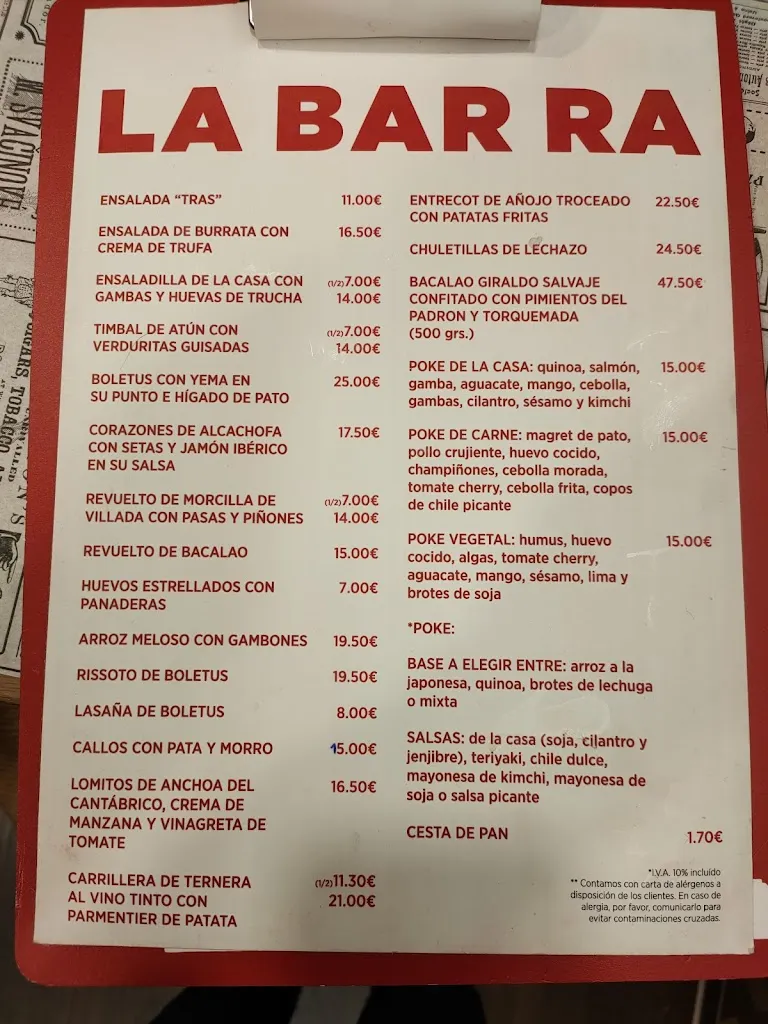 LA BARRA
ENSALADA "TRAS" 11.00€
ENSALADA DE BURRATA CON 16.50€
CREMA DE TRUFA
ENSALADILLA DE LA CASA CON (1/2)7.00€
GAMBAS Y HUEVAS DE TRUCHA 14.00€
TIMBAL DE ATÚN CON (1/2)7.00€
VERDURITAS GUISADAS 14.00€
BOLETUS CON YEMA EN 25.00€
SU PUNTO E HÍGADO DE PATO
CORAZONES DE ALCACHOFA 17.50€
CON SETAS Y JAMÓN IBÉRICO
EN SU SALSA
REVUELTO DE MORCILLA DE (1/2)7.00€
VILLADA CON PASAS Y PIÑONES 14.00€
REVUELTO DE BACALAO 15.00€
HUEVOS ESTRELLADOS CON 7.00€
PANADERAS
ARROZ MELOSO CON GAMBONES 19.50€
RISSOTO DE BOLETUS 19.50€
LASAÑA DE BOLETUS 8.00€
CALLOS CON PATA Y MORRO 15.00€
LOMITOS DE ANCHOA DEL 16.50€
CANTÁBRICO, CREMA DE
MANZANA Y VINAGRETA DE
TOMATE
CARRILLERA DE TERNERA (1/2)11.30€
AL VINO TINTO CON 21.00€
PARMENTIER DE PATATA
ENTRECOT DE AÑOJO TROCEADO 22.50€
CON PATATAS FRITAS
CHULETILLAS DE LECHAZO 24.50€
BACALAO GIRALDO SALVAJE 47.50€
CONFITADO CON PIMIENTOS DEL
PADRON Y TORQUEMADA
(500 grs.)
POKE DE LA CASA: quinoa, salmón, 15.00€
gamba, aguacate, mango, cebolla,
gambas, cilantro, sésamo y kimchi
POKE DE CARNE: magret de pato, 15.00€
pollo crujiente, huevo cocido,
champiñones, cebolla morada,
tomate cherry, cebolla frita, copos
de chile picante
POKE VEGETAL: humus, huevo 15.00€
cocido, algas, tomate cherry,
aguacate, mango, sésamo, lima y
brotes de soja
*POKE:
BASE A ELEGIR ENTRE: arroz a la
japonesa, quinoa, brotes de lechuga
o mixta
SALSAS: de la casa (soja, cilantro y
jenjibre), teriyaki, chile dulce,
mayonesa de kimchi, mayonesa de
soja o salsa picante
CESTA DE PAN 1.70€
*I.V.A. 10% incluído
** Contamos con carta de alérgenos a
disposición de los clientes. En caso de
alergia, por favor, comunicarlo para
evitar contaminaciones cruzadas.